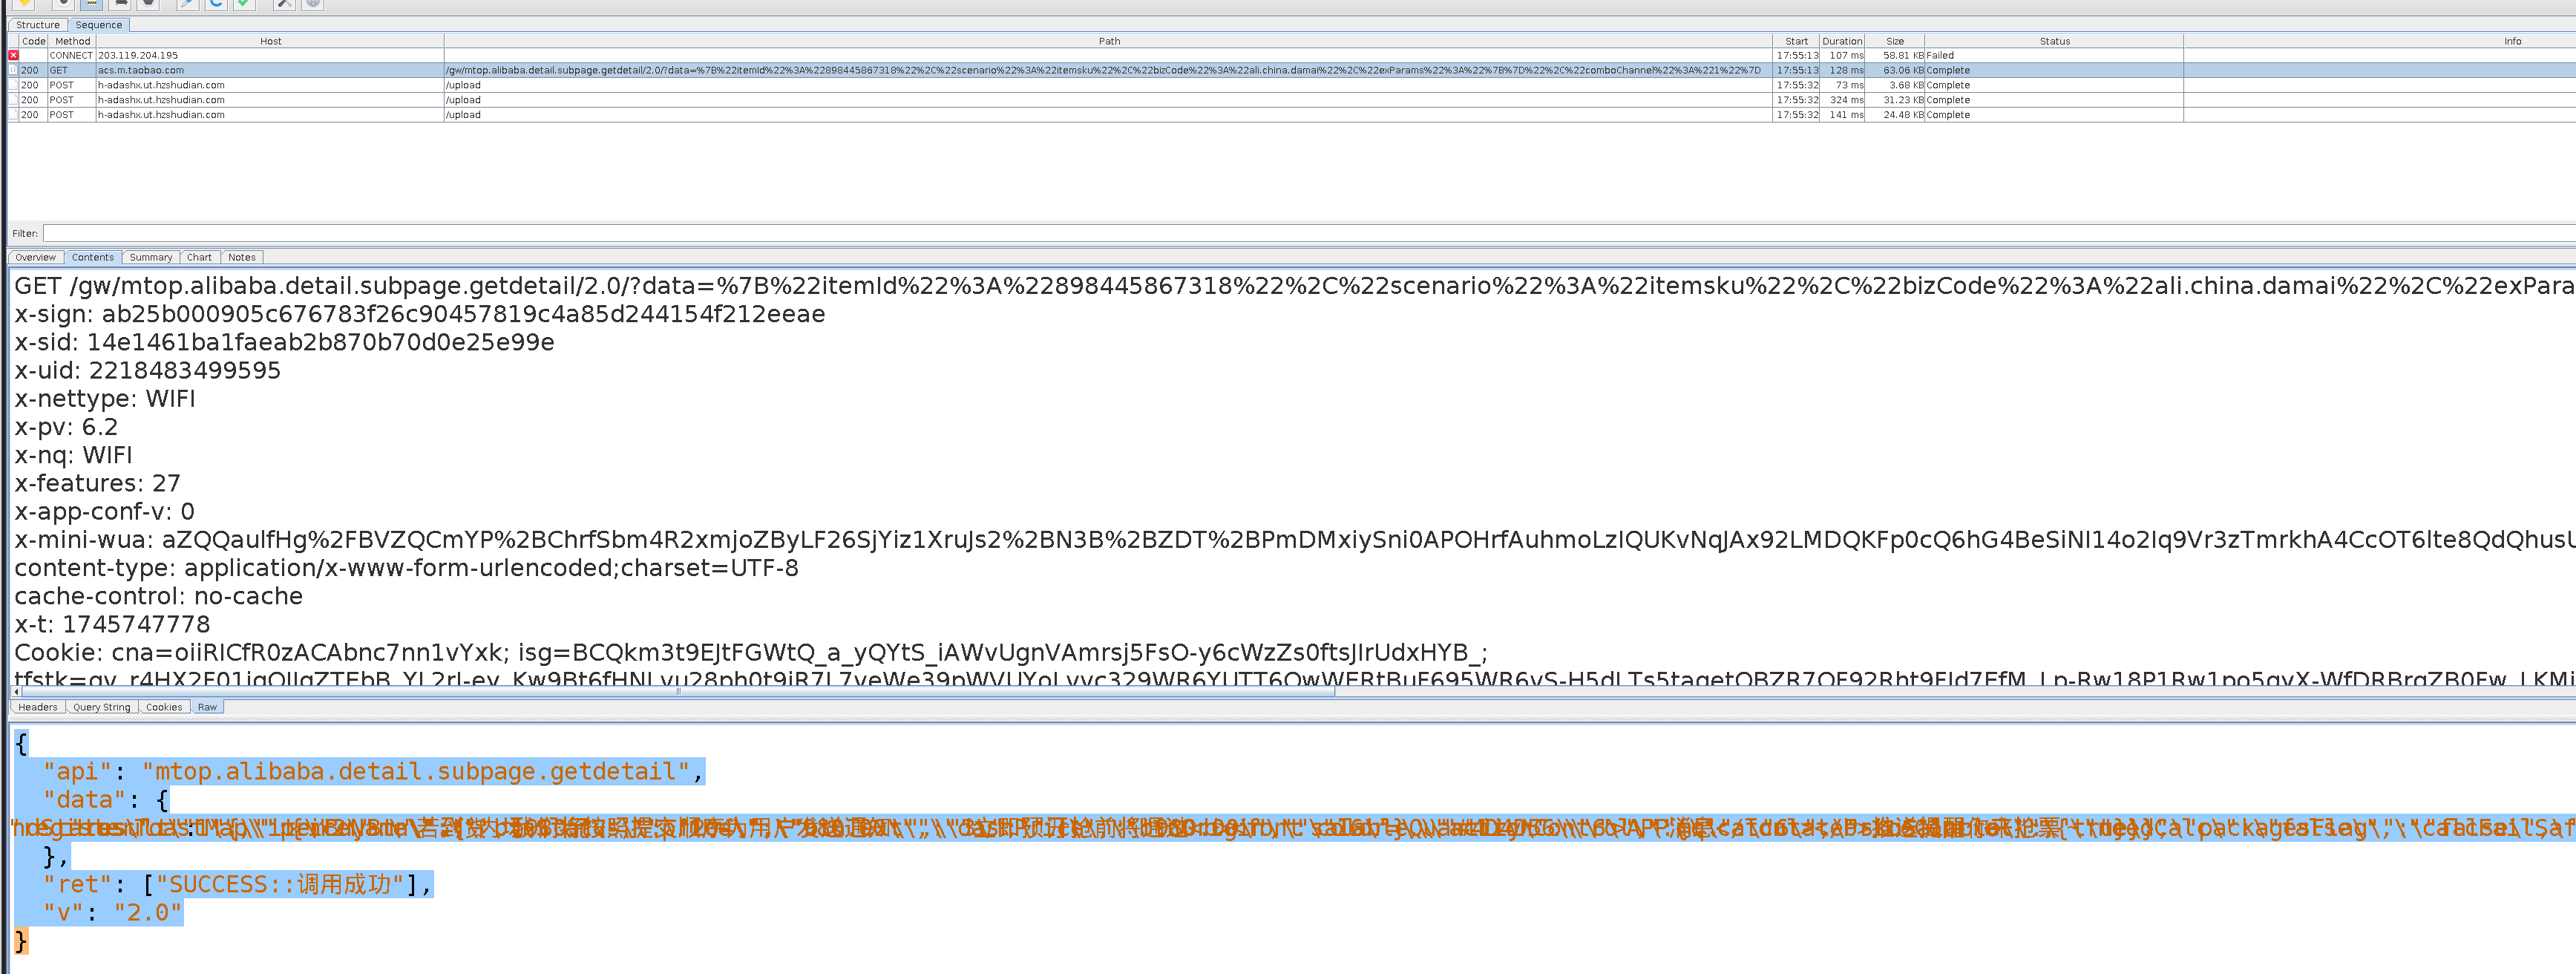 Structure Sequence
Code Method Host Path Start Duration Size Status Info
CONNECT 203.119.204.195 17:55:13 107 ms 58.81 KB Failed
200 GET acs.m.taobao.com /gw/mtop.alibaba.detail.subpage.getdetail/2.0/?data=%7B%22itemId%22%3A%22898445867318%22%2C%22scenario%22%3A%22itemsku%22%2C%22bizCode%22%3A%22ali.china.damai%22%2C%22exParams%22%3A%22%7B%7D%22%2C%22comboChannel%22%3A%221%22%7D 17:55:13 128 ms 63.06 KB Complete
200 POST h-adashx.ut.hzshudian.com /upload 17:55:32 73 ms 3.68 KB Complete
200 POST h-adashx.ut.hzshudian.com /upload 17:55:32 324 ms 31.23 KB Complete
200 POST h-adashx.ut.hzshudian.com /upload 17:55:32 141 ms 24.48 KB Complete
Filter:
Overview Contents Summary Chart Notes
GET /gw/mtop.alibaba.detail.subpage.getdetail/2.0/?data=%7B%22itemId%22%3A%22898445867318%22%2C%22scenario%22%3A%22itemsku%22%2C%22bizCode%22%3A%22ali.china.damai%22%2C%22exPara
x-sign: ab25b000905c676783f26c90457819c4a85d244154f212eeae
x-sid: 14e1461ba1faeab2b870b70d0e25e99e
x-uid: 2218483499595
x-nettype: WIFI
x-pv: 6.2
x-nq: WIFI
x-features: 27
x-app-conf-v: 0
x-mini-wua: aZQQaulfHg%2FBVZQCmYP%2BChrfSbm4R2xmjoZByLF26SjYiz1XruJs2%2BN3B%2BZDT%2BPmDMxiySni0APOHrfAuhmoLzIQUKvNqJAx92LMDQKFp0cQ6hG4BeSiNI14o2Iq9Vr3zTmrkhA4CcOT6lte8QdQhusU
content-type: application/x-www-form-urlencoded;charset=UTF-8
cache-control: no-cache
x-t: 1745747778
Cookie: cna=oiiRICfR0zACAbnc7nn1vYxk; isg=BCQkm3t9EJtFGWtQ_a_yQYtS_iAWvUgnVAmrsj5FsO-y6cWzZs0ftsJIrUdxHYB_;
Headers Query String Cookies Raw
{
"api": "mtop.alibaba.detail.subpage.getdetail",
"data": {
},
"ret": ["SUCCESS::调用成功"],
"v": "2.0"
}